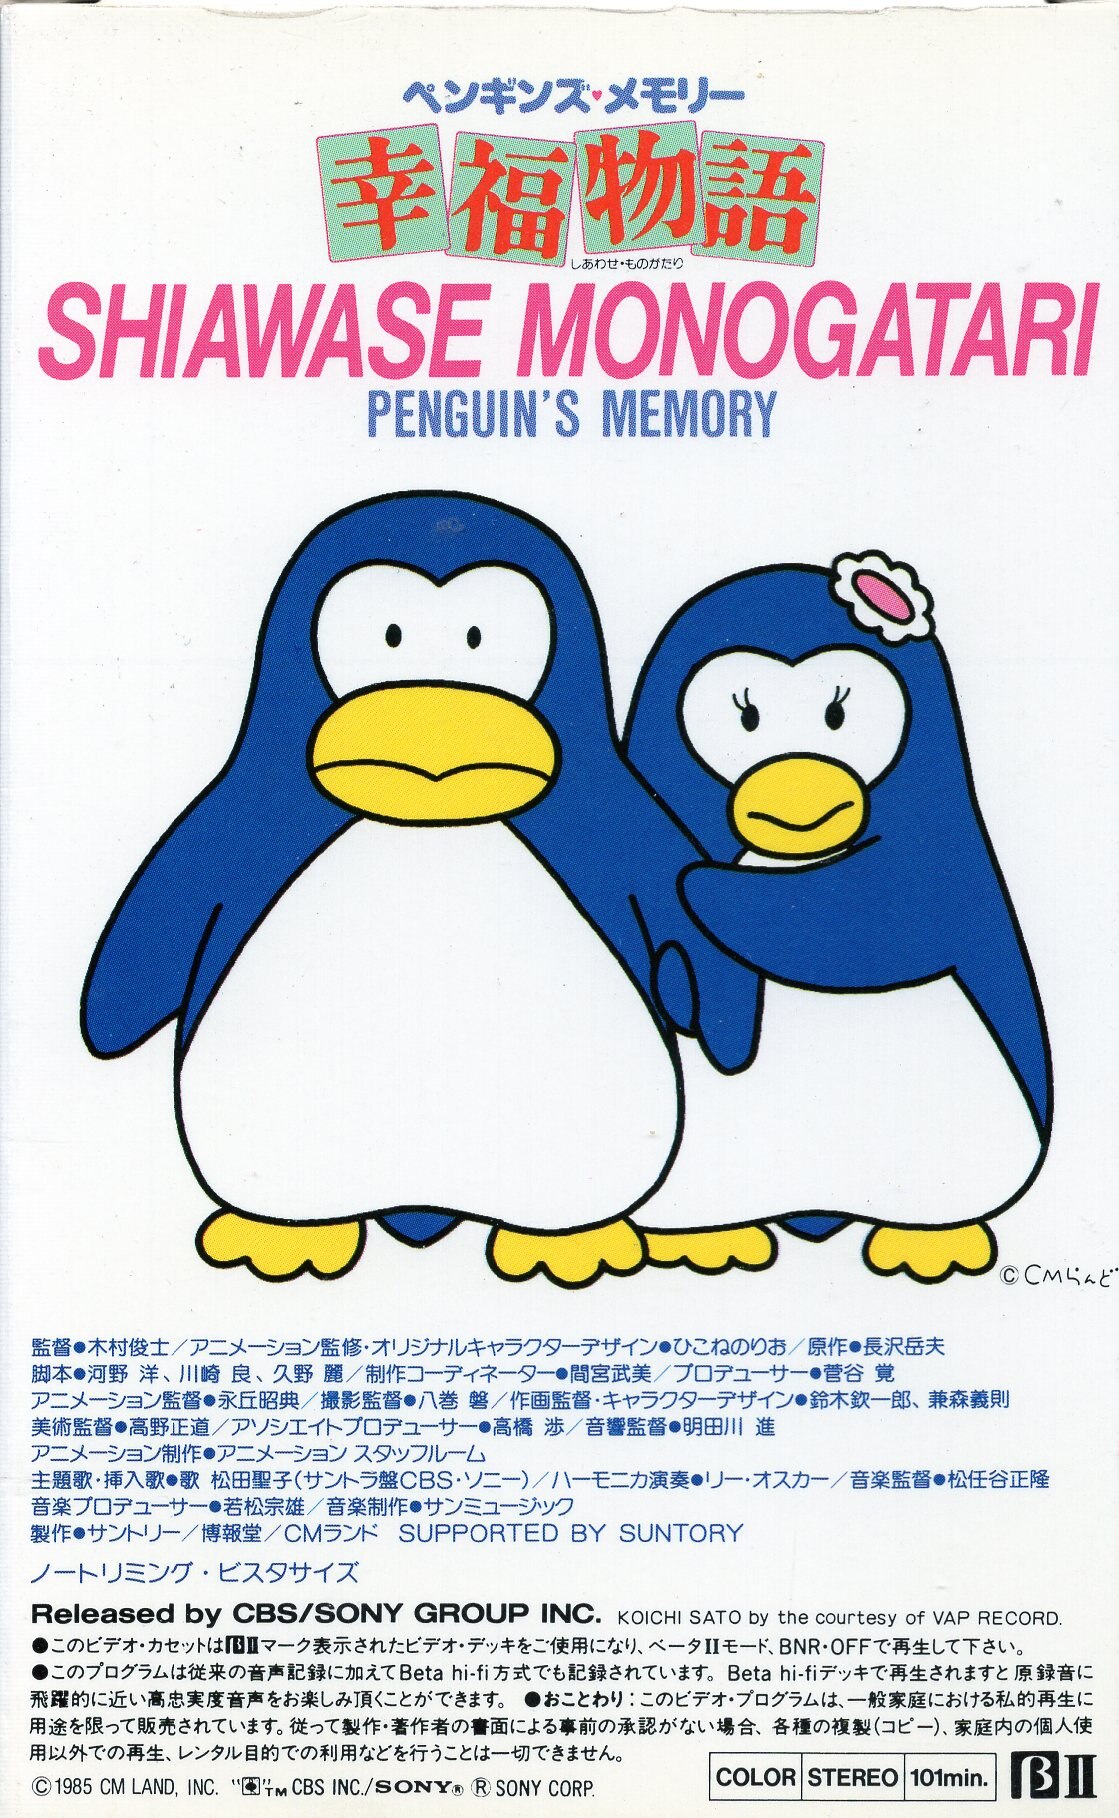 ペンギンズ♥メモリー
幸福物語
しあわせ・ものがたり
SHIAWASE MONOGATARI
PENGUIN'S MEMORY
©CMらんど
監督●木村俊士／アニメーション監修・オリジナルキャラクターデザイン●ひこねのりお／原作●長沢岳夫
脚本●河野 洋、川崎 良、久野 麗／制作コーディネーター●間宮武美／プロデューサー●菅谷 覚
アニメーション監督●永丘昭典／撮影監督●八巻 磐／作画監督・キャラクターデザイン●鈴木欽一郎、兼森義則
美術監督●高野正道／アソシエイトプロデューサー●高橋 渉／音響監督●明田川 進
アニメーション制作●アニメーション スタッフルーム
主題歌・挿入歌●歌 松田聖子(サントラ盤CBS・ソニー)／ハーモニカ演奏●リー・オスカー／音楽監督●松任谷正隆
音楽プロデューサー●若松宗雄／音楽制作●サンミュージック
製作●サントリー／博報堂／CMランド SUPPORTED BY SUNTORY
ノートリミング・ビスタサイズ
Released by CBS/SONY GROUP INC. KOICHI SATO by the courtesy of VAP RECORD.
●このビデオ・カセットはβⅡマーク表示されたビデオ・デッキをご使用になり、ベータⅡモード、BNR・OFFで再生して下さい。
●このプログラムは従来の音声記録に加えてBeta hi-fi方式でも記録されています。Beta hi-fiデッキで再生されますと原録音に
飛躍的に近い高忠実度音声をお楽しみ頂くことができます。 ●おことわり:このビデオ・プログラムは、一般家庭における私的再生に
用途を限って販売されています。従って製作・著作者の書面による事前の承認がない場合、各種の複製(コピー)、家庭内の個人使
用以外での再生、レンタル目的での利用などを行うことは一切できません。
©1985 CM LAND, INC. "TM CBS INC./SONY® ® SONY CORP.
COLOR STEREO 101min. βⅡ